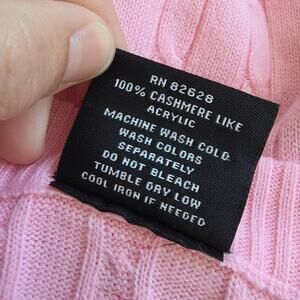 RN 82628
100% CASHMERE LIKE
ACRYLIC
MACHINE WASH COLD.
WASH COLORS
SEPARATELY
DO NOT BLEACH
TUMBLE DRY LOW
COOL IRON IF NEEDED